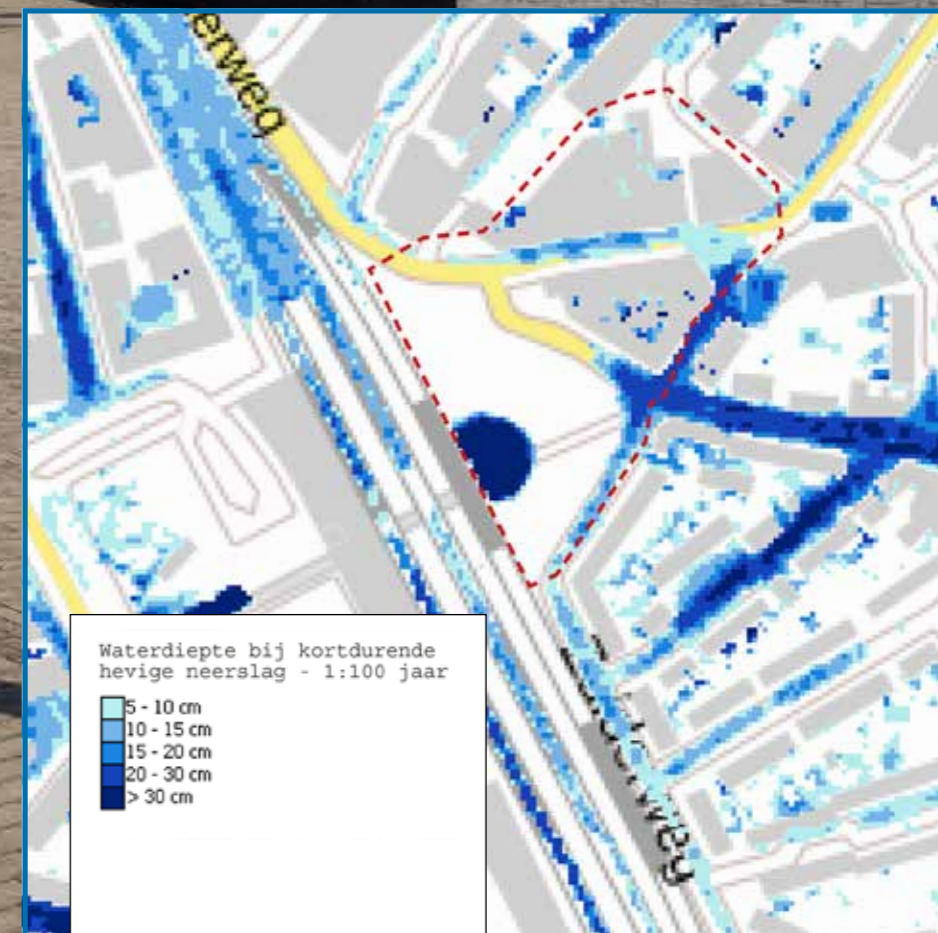 erweg
Waterdiepte bij kortdurende
hevige neerslag - 1:100 jaar
5 - 10 cm
10 - 15 cm
15 - 20 cm
20 - 30 cm
> 30 cm